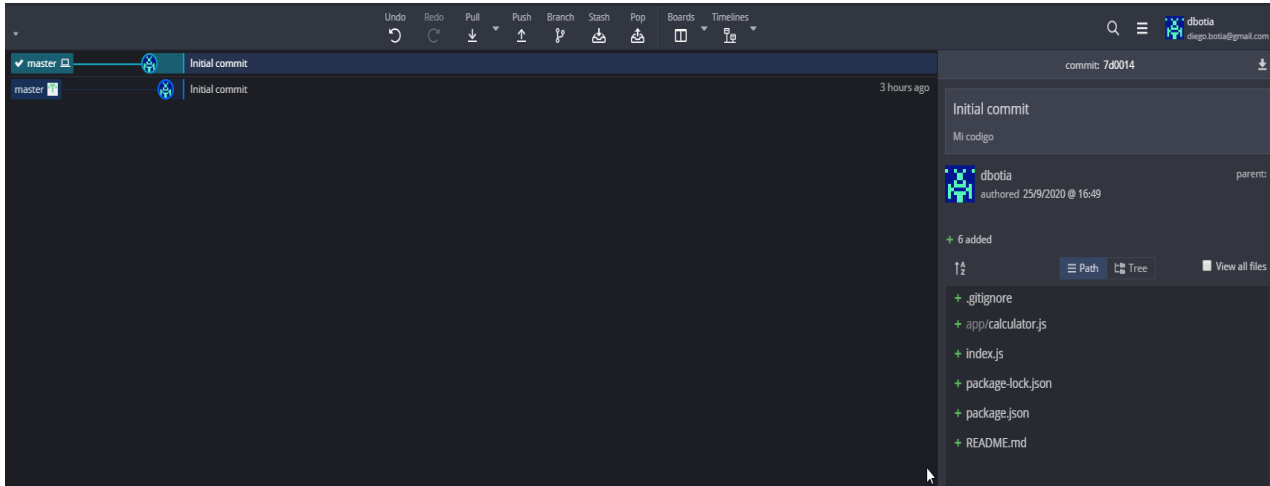 Undo Redo Pull Push Branch Stash Pop Boards Timelines
dbotia
diego.botia@gmail.com
master Initial commit
master Initial commit 3 hours ago
commit: 7d0014
Initial commit
Mi codigo
dbotia parent:
authored 25/9/2020 @ 16:49
+ 6 added
A
Z
Path Tree View all files
+ .gitignore
+ app/calculator.js
+ index.js
+ package-lock.json
+ package.json
+ README.md